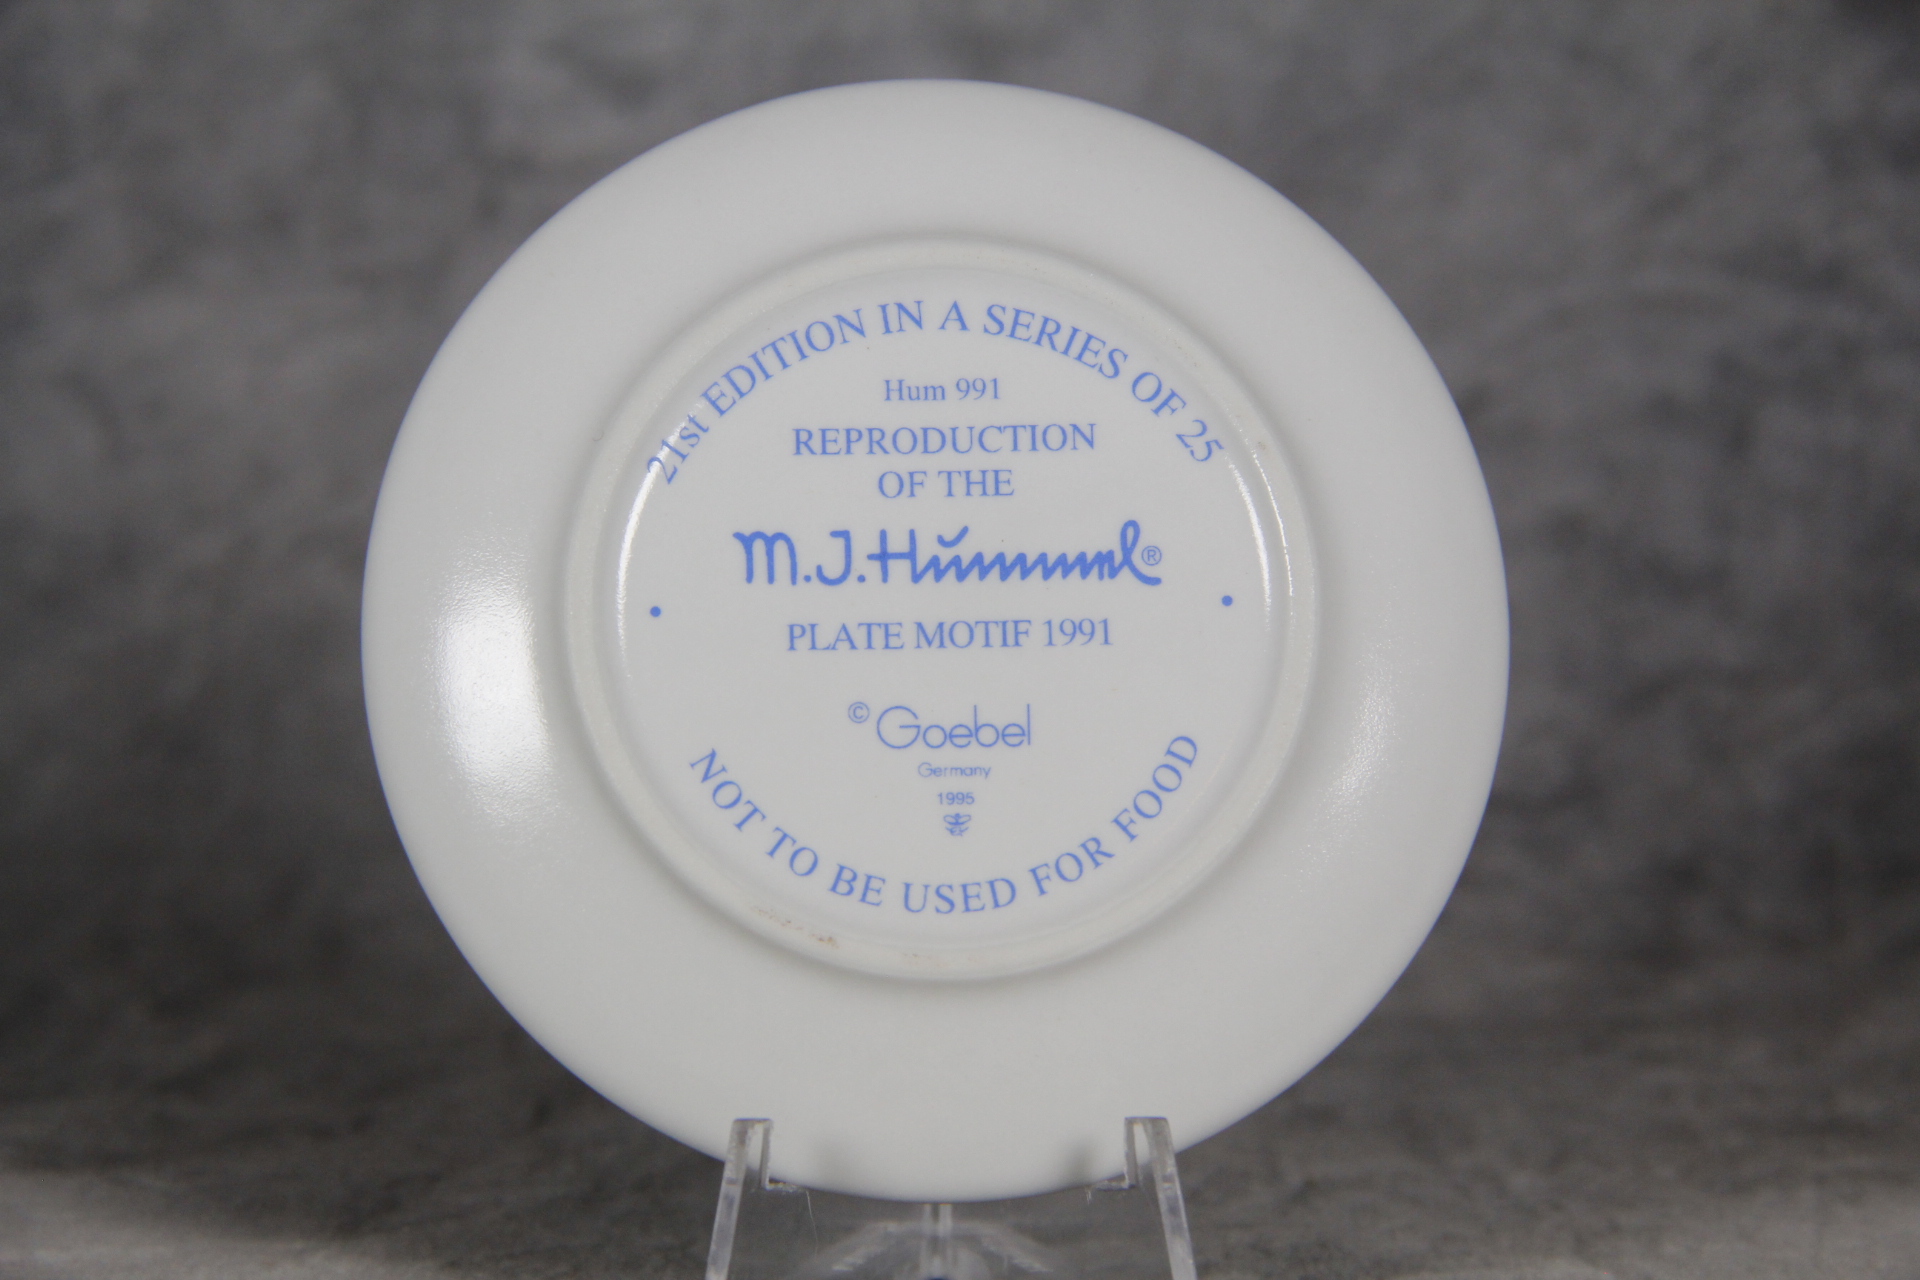 21st EDITION IN A SERIES OF 25
Hum 991
REPRODUCTION
OF THE
M.J.Hummel®
PLATE MOTIF 1991
© Goebel
Germany
1995
NOT TO BE USED FOR FOOD